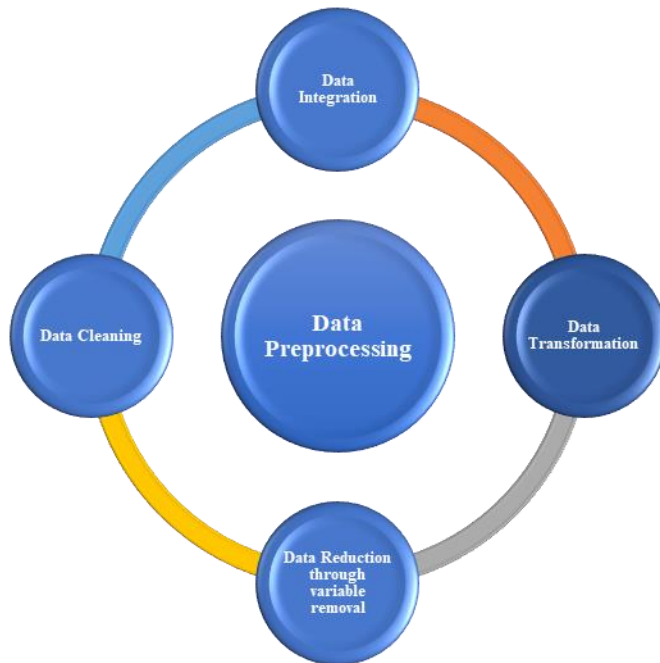 Data
Integration
Data Cleaning
Data
Preprocessing
Data
Transformation
Data Reduction
through
variable
removal